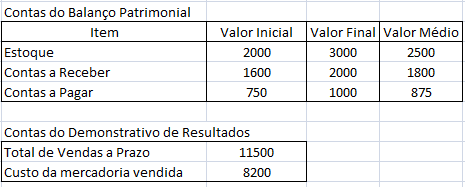 Contas do Balanço Patrimonial
Item Valor Inicial Valor Final Valor Médio
Estoque 2000 3000 2500
Contas a Receber 1600 2000 1800
Contas a Pagar 750 1000 875
Contas do Demonstrativo de Resultados
Total de Vendas a Prazo 11500
Custo da mercadoria vendida 8200